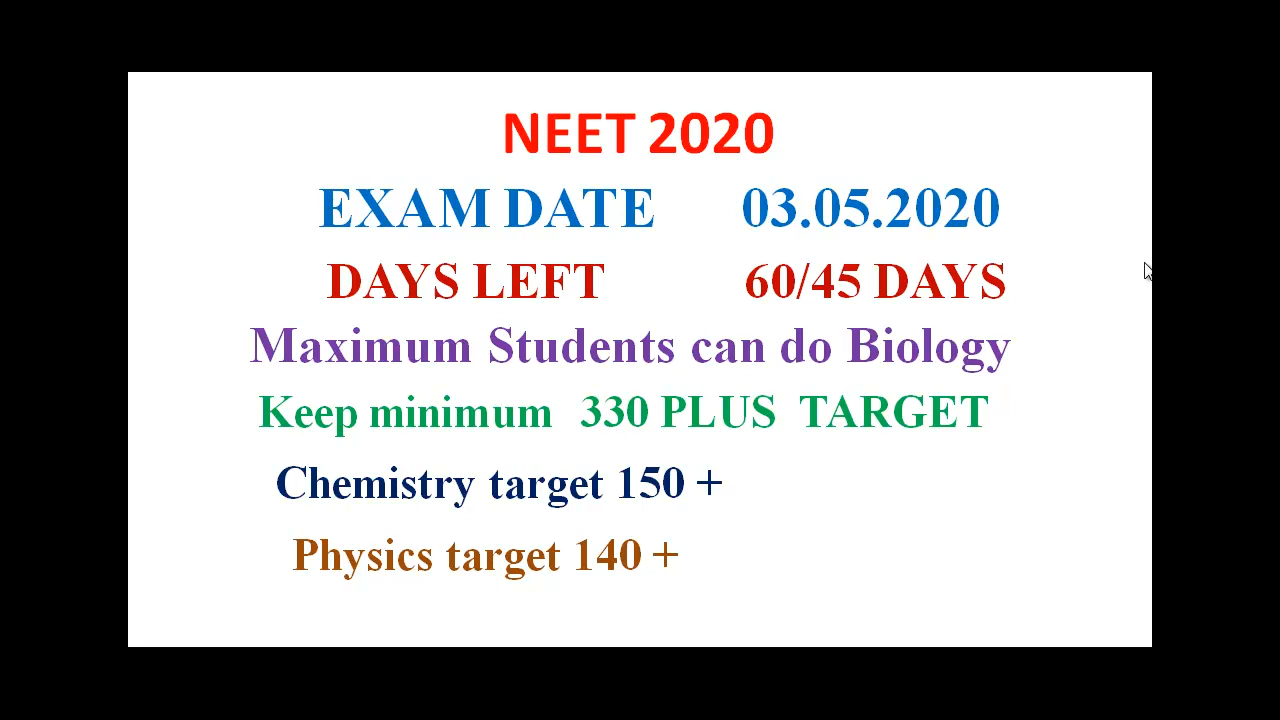 NEET 2020
EXAM DATE 03.05.2020
DAYS LEFT 60/45 DAYS
Maximum Students can do Biology
Keep minimum 330 PLUS TARGET
Chemistry target 150 +
Physics target 140 +